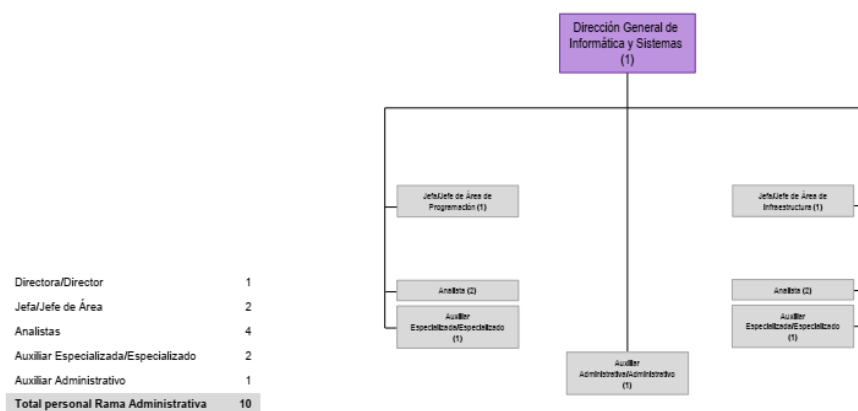 Dirección General de
Informática y Sistemas
(1)
Jefa/Jefe de Área de
Programación (1)
Jefa/Jefe de Área de
Infraestructura (1)
Analista (2)
Analista (2)
Auxiliar
Especializada/Especializado
(1)
Auxiliar
Especializada/Especializado
(1)
Auxiliar
Administrativa/Administrativo
(1)
Directora/Director 1
Jefa/Jefe de Área 2
Analistas 4
Auxiliar Especializada/Especializado 2
Auxiliar Administrativo 1
Total personal Rama Administrativa 10